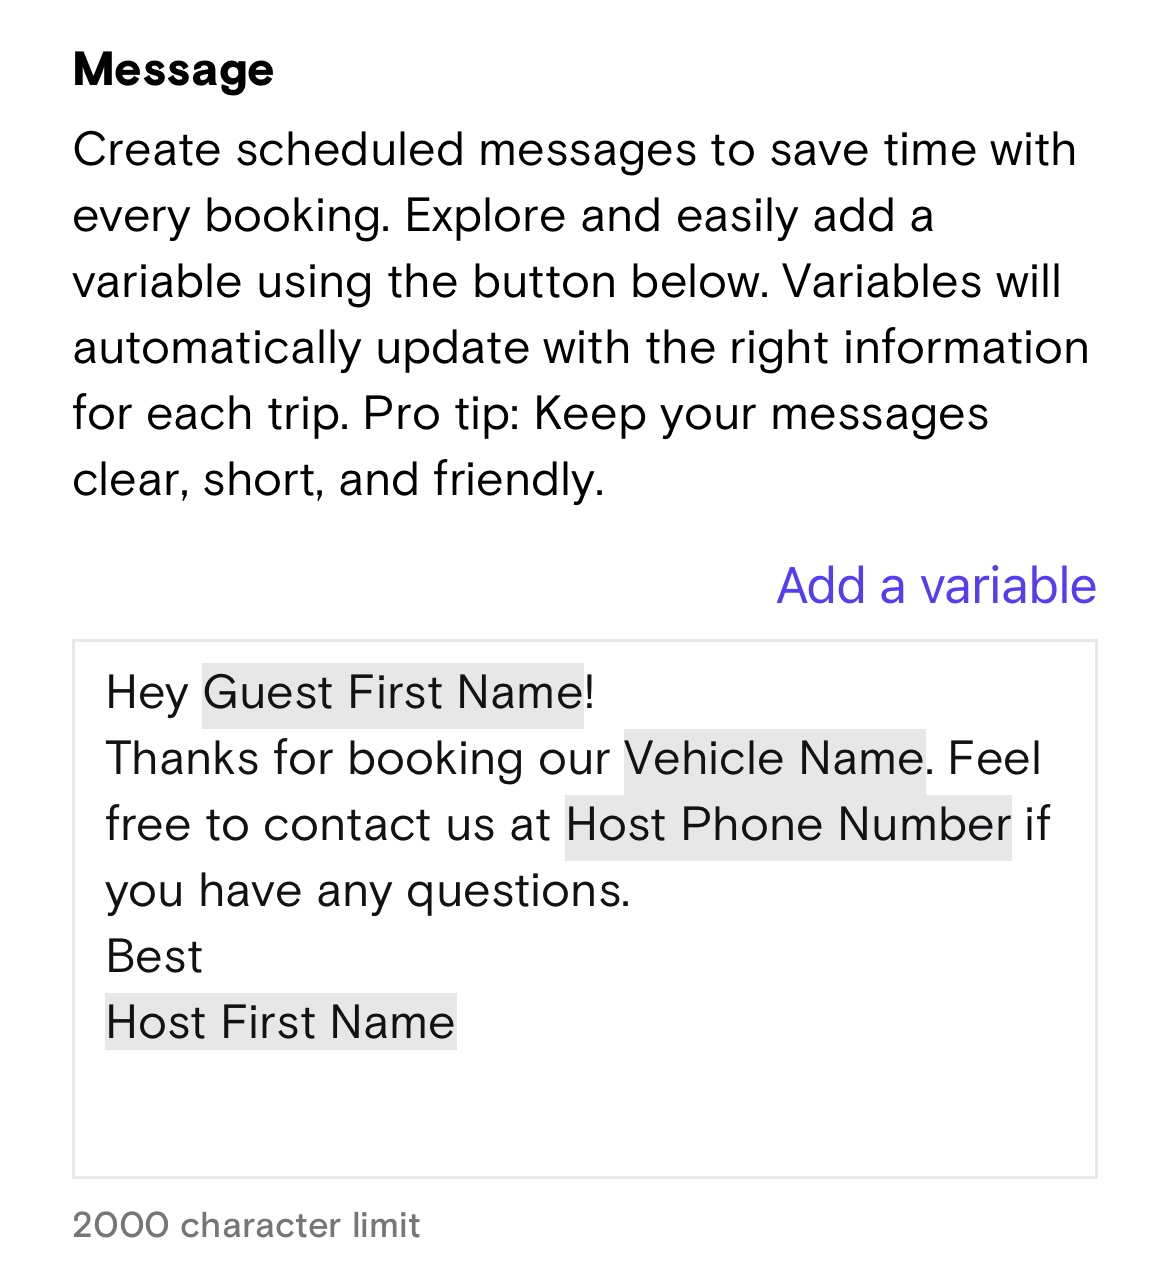 Message
Create scheduled messages to save time with
every booking. Explore and easily add a
variable using the button below. Variables will
automatically update with the right information
for each trip. Pro tip: Keep your messages
clear, short, and friendly.
Add a variable
Hey Guest First Name!
Thanks for booking our Vehicle Name. Feel
free to contact us at Host Phone Number if
you have any questions.
Best
Host First Name
2000 character limit